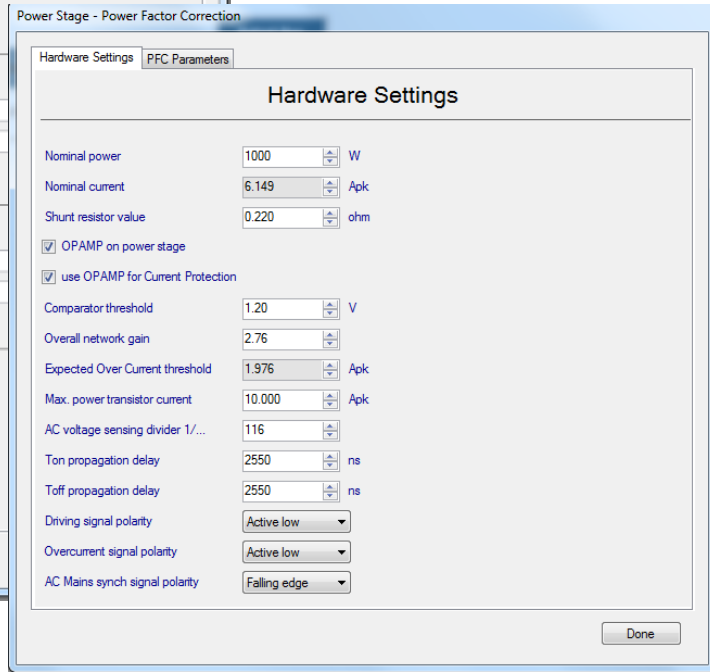 Power Stage - Power Factor Correction
Hardware Settings PFC Parameters
Hardware Settings
Nominal power 1000 W
Nominal current 6.149 Apk
Shunt resistor value 0.220 ohm
OPAMP on power stage
use OPAMP for Current Protection
Comparator threshold 1.20 V
Overall network gain 2.76
Expected Over Current threshold 1.976 Apk
Max. power transistor current 10.000 Apk
AC voltage sensing divider 1/... 116
Ton propagation delay 2550 ns
Toff propagation delay 2550 ns
Driving signal polarity Active low
Overcurrent signal polarity Active low
AC Mains synch signal polarity Falling edge
Done